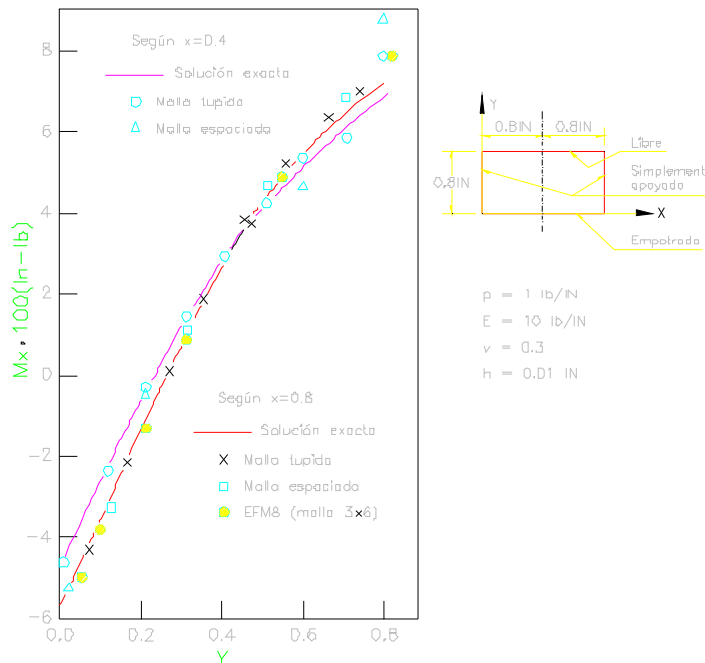 8
6
4
2
0
-2
-4
-6
0.0
0.2
0.4
0.6
0.8
Y
Mx * 100(In-lb)
Según x=0.4
Solución exacta
Malla tupida
Malla espaciada
Según x=0.8
Solución exacta
Malla tupida
Malla espaciada
EFM8 (malla 3x6)
Y
0.8IN
0.8IN
0.8IN
Libre
Simplement
apoyado
X
Empotrado
p = 1 lb/IN
E = 10 lb/IN
v = 0.3
h = 0.01 IN